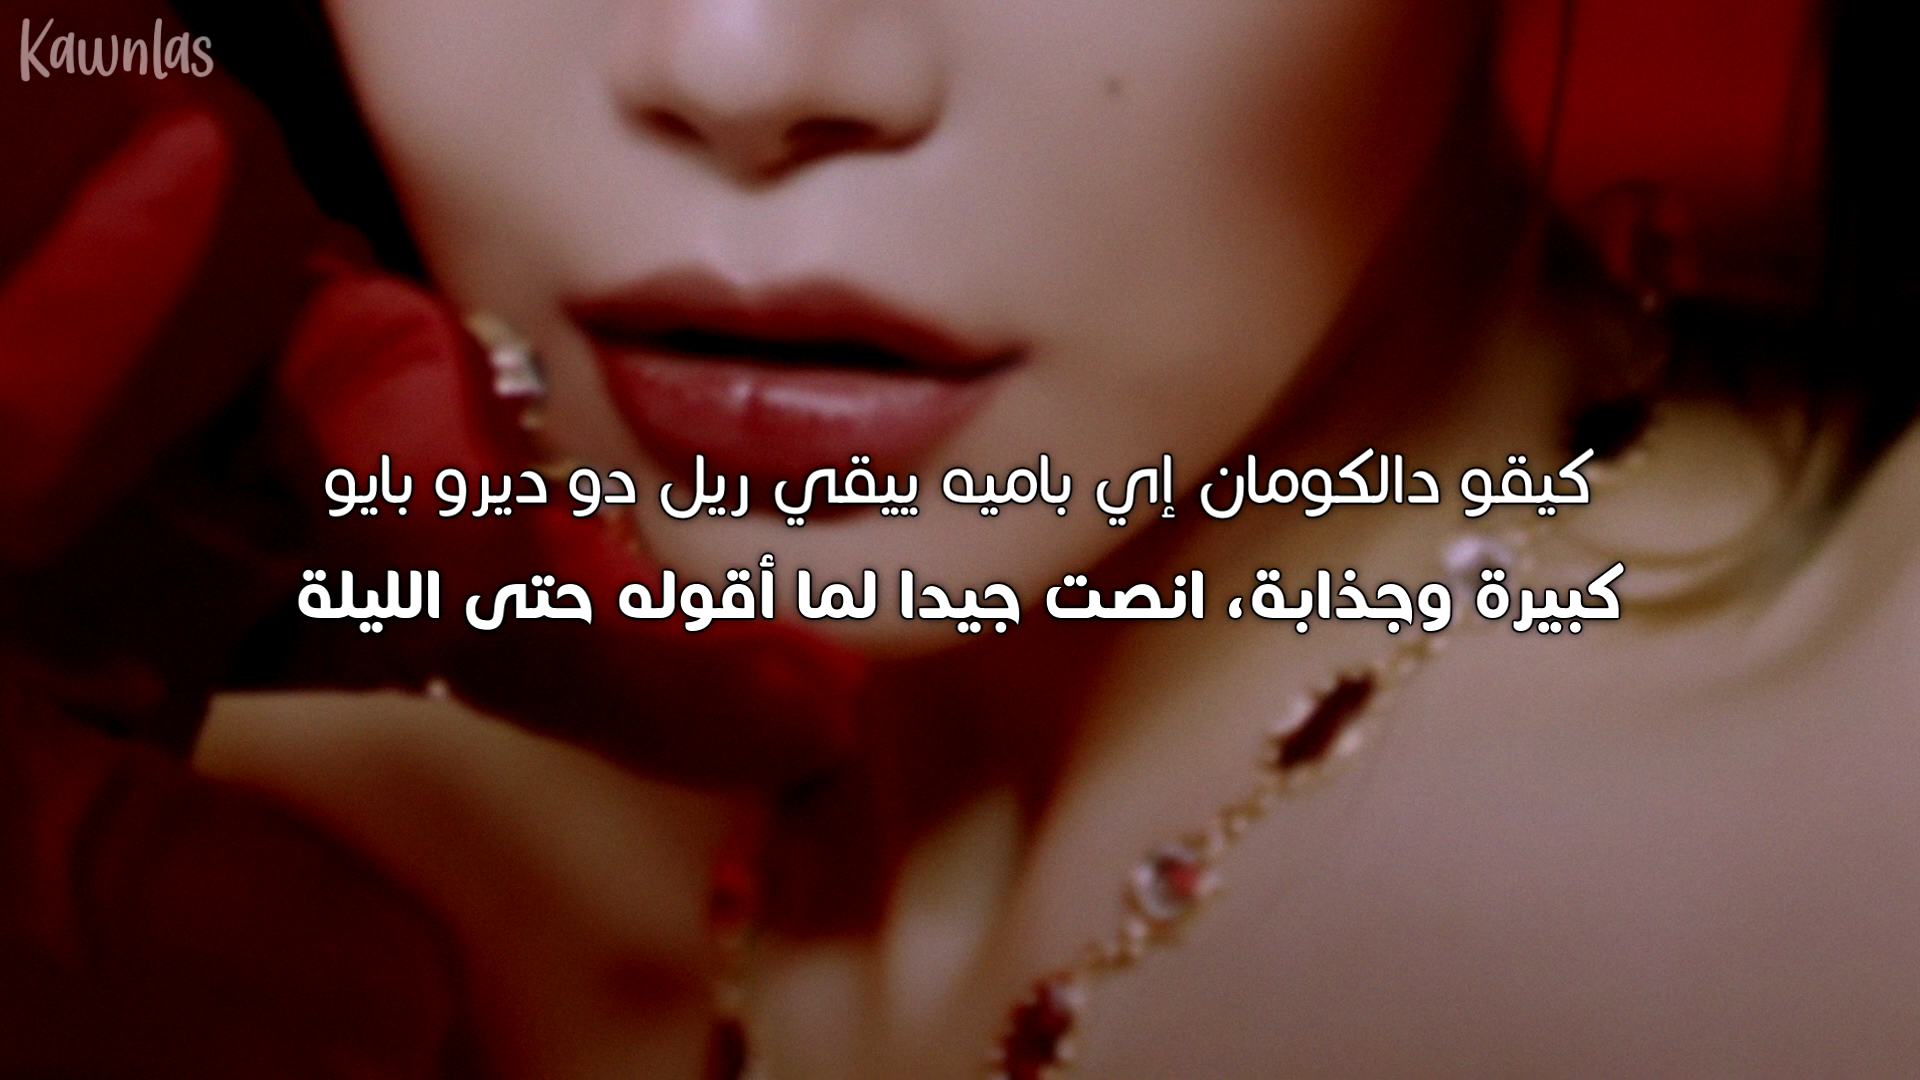 Kawnlas
كيقو دالكومان إي باميه ييقي ريل دو ديرو بايو
كبيرة وجذابة، انصت جيدا لما أقوله حتى الليلة